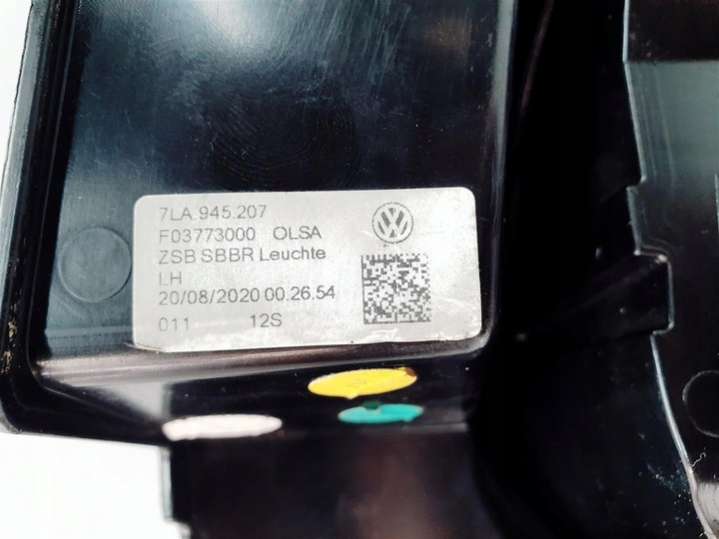 7LA.945.207
F03773000 OLSA
ZSB SBBR Leuchte
LH
20/08/2020 00.26.54
011 12S